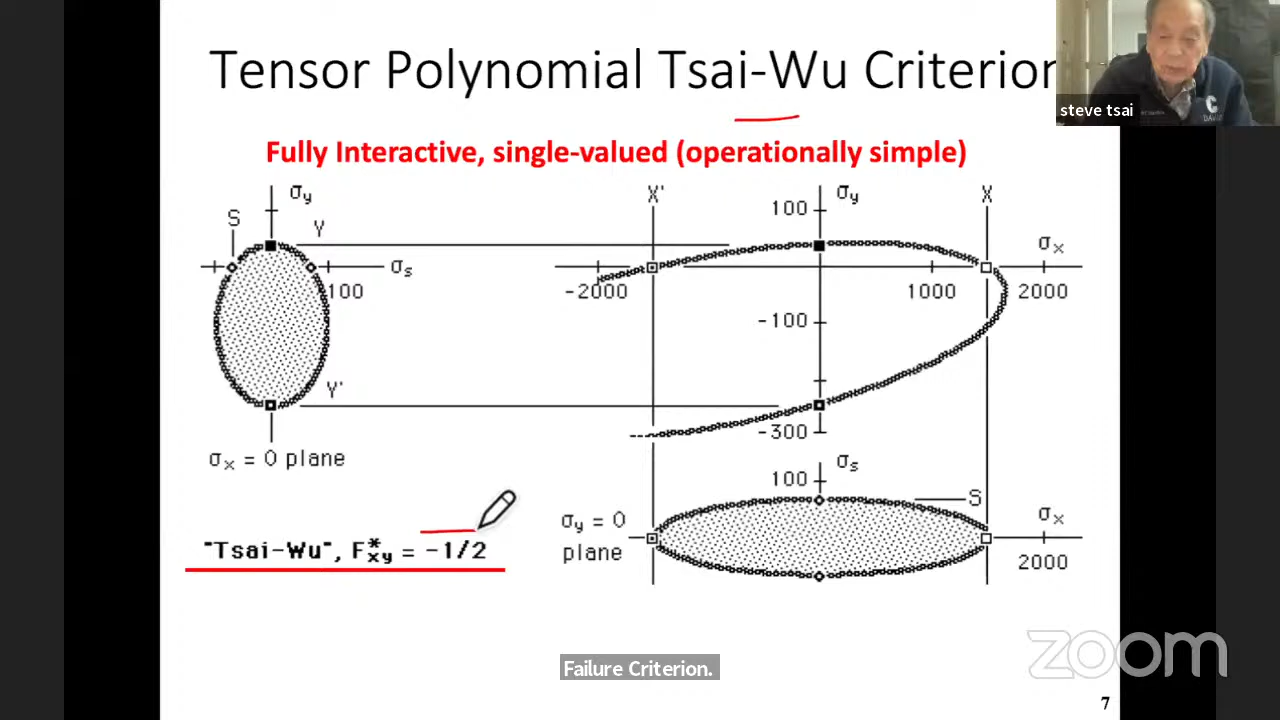 Tensor Polynomial Tsai-Wu Criterion
steve tsai
Fully Interactive, single-valued (operationally simple)
σy
S
Y
σs
100
Y'
σx = 0 plane
X'
100
σy
X
σx
-2000
1000
2000
-100
-300
σs
100
S
σy = 0
plane
σx
2000
"Tsai-Wu", F*xy = -1/2
zoom
Failure Criterion.
7